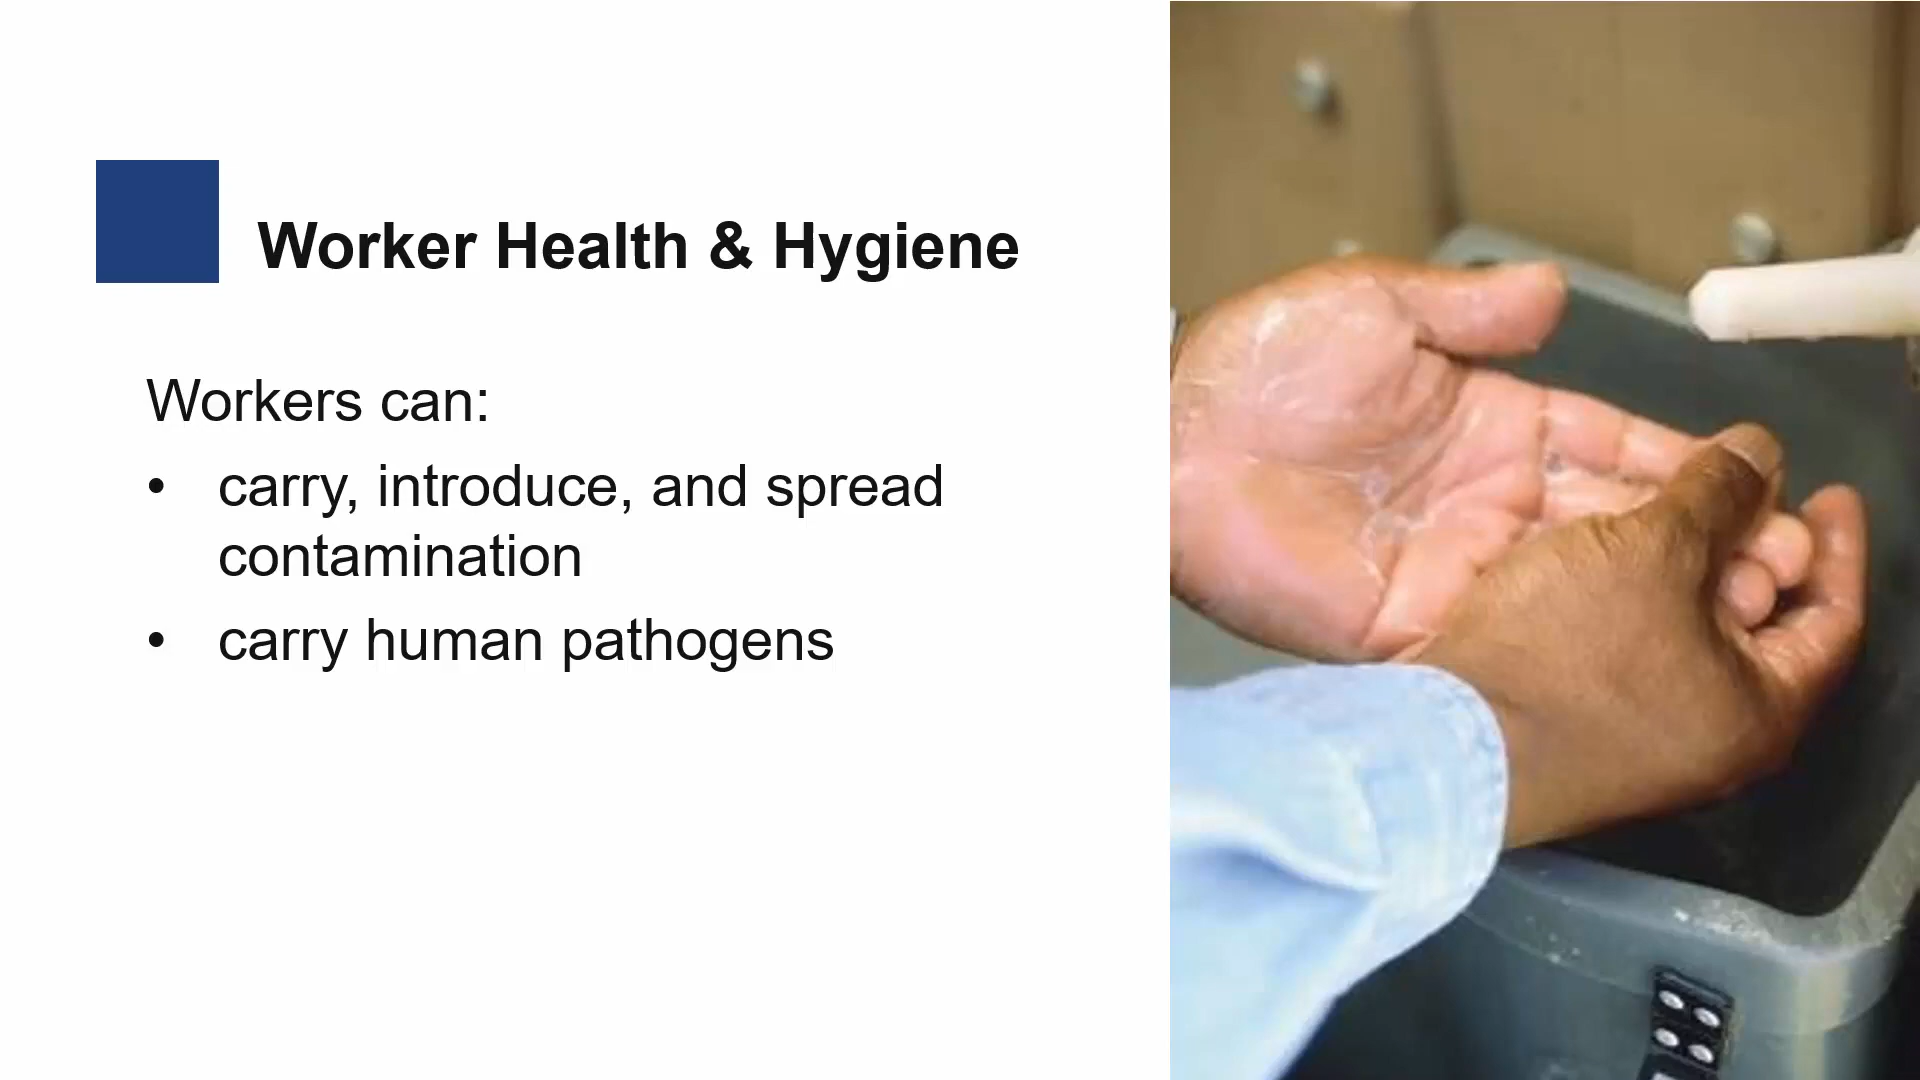 Worker Health & Hygiene
Workers can:
• carry, introduce, and spread
contamination
• carry human pathogens